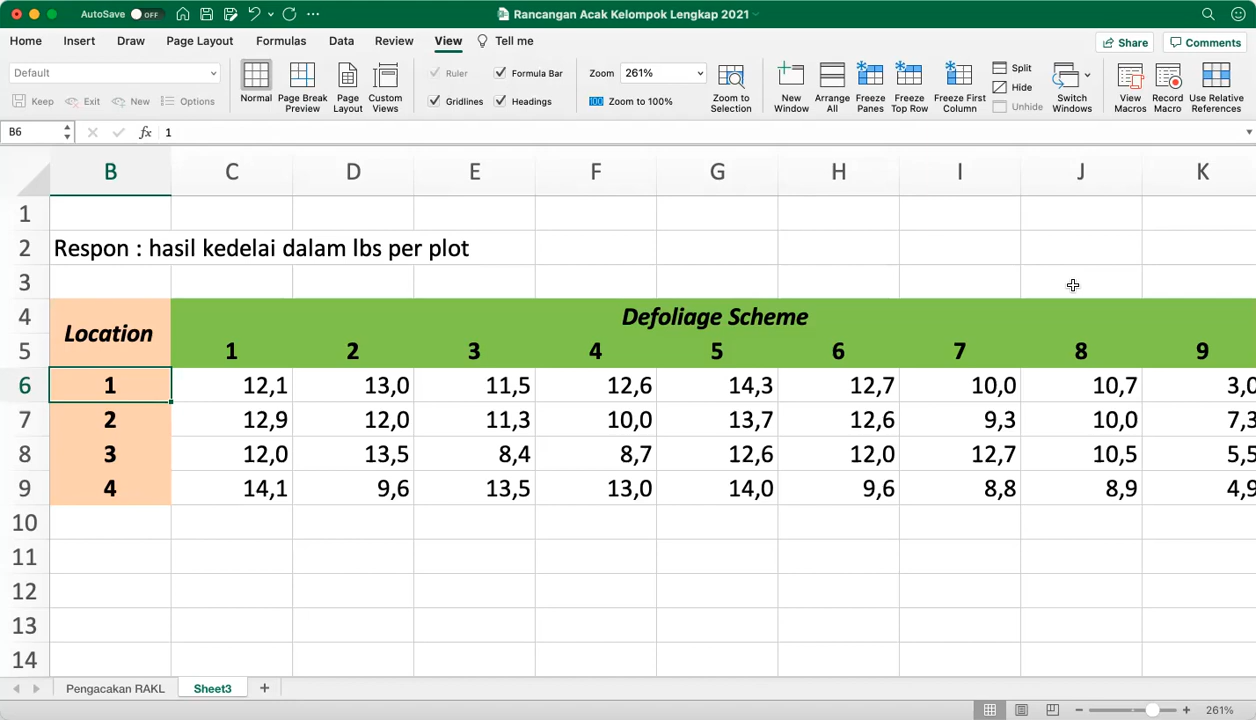 AutoSave OFF ... Rancangan Acak Kelompok Lengkap 2021
Home Insert Draw Page Layout Formulas Data Review View Tell me Share Comments
Default
Keep Exit New Options
Normal Page Break Preview Page Layout Custom Views
Ruler Formula Bar
Gridlines Headings
Zoom 261%
100 Zoom to 100%
Zoom to Selection
New Window Arrange All Freeze Panes Freeze Top Row Freeze First Column
Split
Hide
Unhide
Switch Windows View Macros Record Macro Use Relative References
B6 fx 1
B C D E F G H I J K
1
2 Respon : hasil kedelai dalam lbs per plot
3
4 Location Defoliage Scheme
5 1 2 3 4 5 6 7 8 9
6 1 12,1 13,0 11,5 12,6 14,3 12,7 10,0 10,7 3,0
7 2 12,9 12,0 11,3 10,0 13,7 12,6 9,3 10,0 7,3
8 3 12,0 13,5 8,4 8,7 12,6 12,0 12,7 10,5 5,5
9 4 14,1 9,6 13,5 13,0 14,0 9,6 8,8 8,9 4,9
10
11
12
13
14
Pengacakan RAKL Sheet3 +
- + 261%